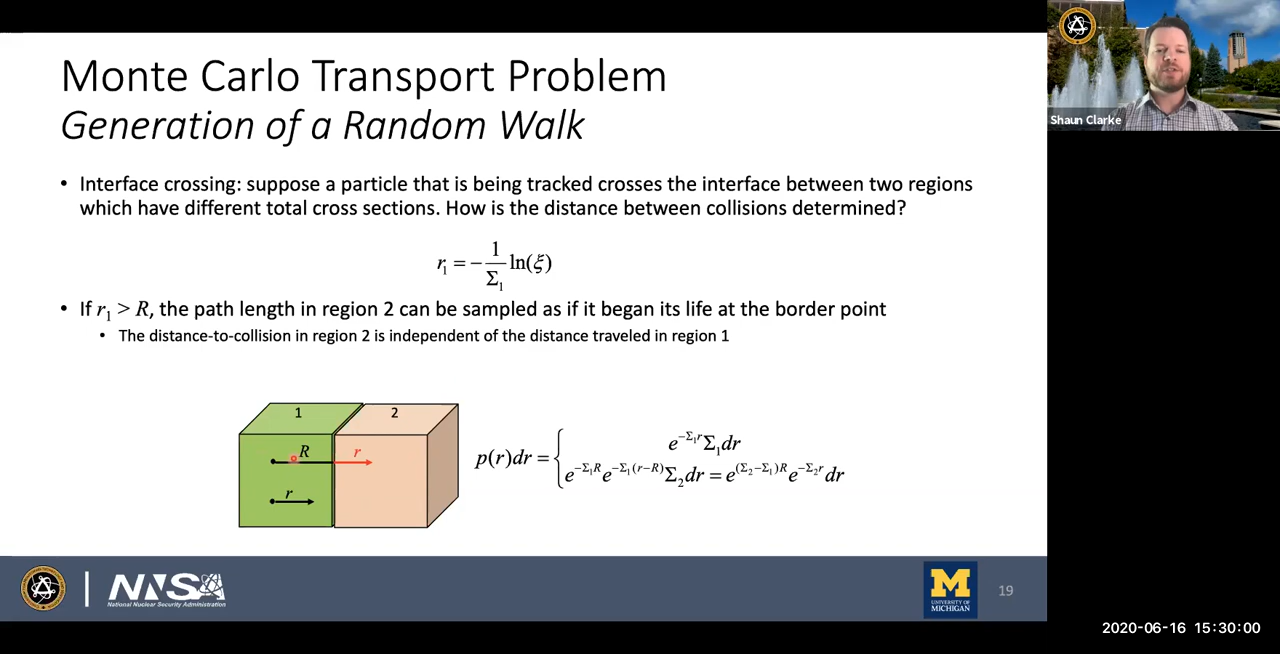 Monte Carlo Transport Problem
Generation of a Random Walk
Shaun Clarke
• Interface crossing: suppose a particle that is being tracked crosses the interface between two regions
which have different total cross sections. How is the distance between collisions determined?
r₁ = −1/Σ₁ ln(ξ)
• If r₁ > R, the path length in region 2 can be sampled as if it began its life at the border point
• The distance-to-collision in region 2 is independent of the distance traveled in region 1
1 2
R r
r
p(r)dr = { e^{−Σ₁r}Σ₁dr
e^{−Σ₁R}e^{−Σ₁(r−R)}Σ₂dr = e^{(Σ₂−Σ₁)R}e^{−Σ₂r}dr
NNSA
National Nuclear Security Administration
M
UNIVERSITY OF
MICHIGAN
19
2020-06-16 15:30:00